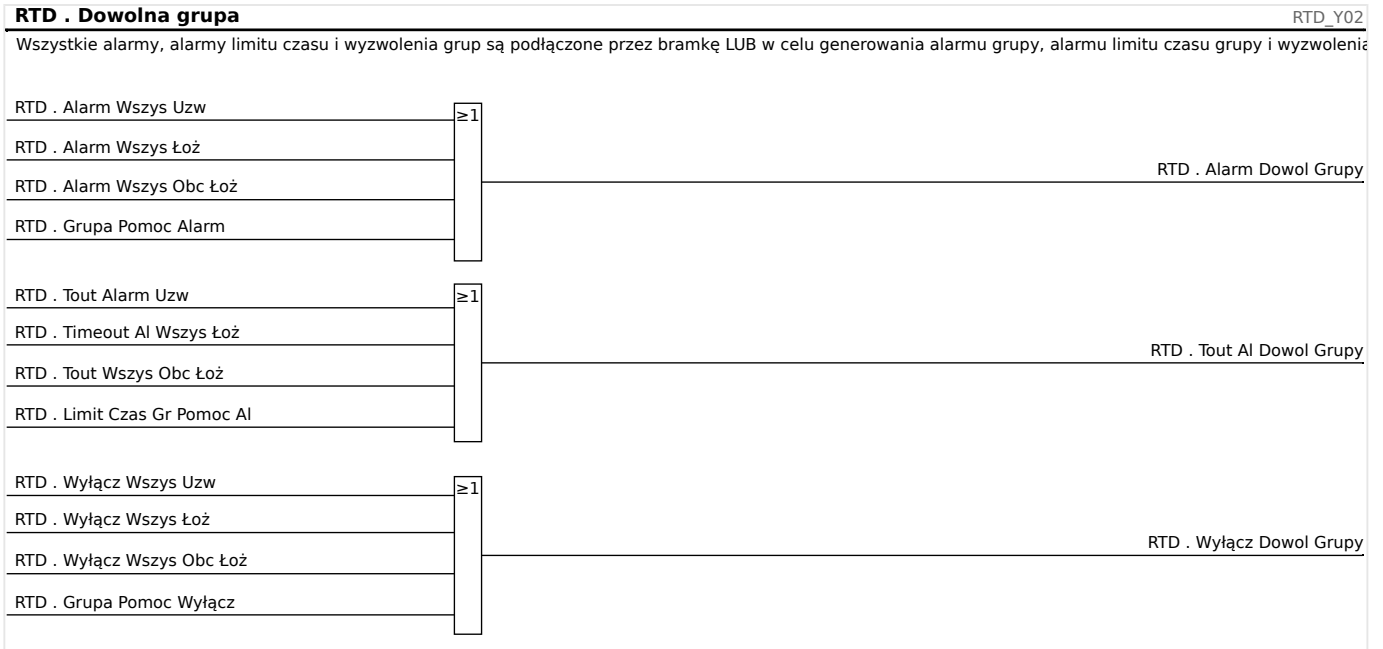 RTD . Dowolna grupa
RTD_Y02
Wszystkie alarmy, alarmy limitu czasu i wyzwolenia grup są podłączone przez bramkę LUB w celu generowania alarmu grupy, alarmu limitu czasu grupy i wyzwolenia
RTD . Alarm Wszys Uzw
≥1
RTD . Alarm Wszys Łoż
RTD . Alarm Dowol Grupy
RTD . Alarm Wszys Obc Łoż
RTD . Grupa Pomoc Alarm
RTD . Tout Alarm Uzw
≥1
RTD . Timeout Al Wszys Łoż
RTD . Tout Al Dowol Grupy
RTD . Tout Wszys Obc Łoż
RTD . Limit Czas Gr Pomoc Al
RTD . Wyłącz Wszys Uzw
≥1
RTD . Wyłącz Wszys Łoż
RTD . Wyłącz Dowol Grupy
RTD . Wyłącz Wszys Obc Łoż
RTD . Grupa Pomoc Wyłącz